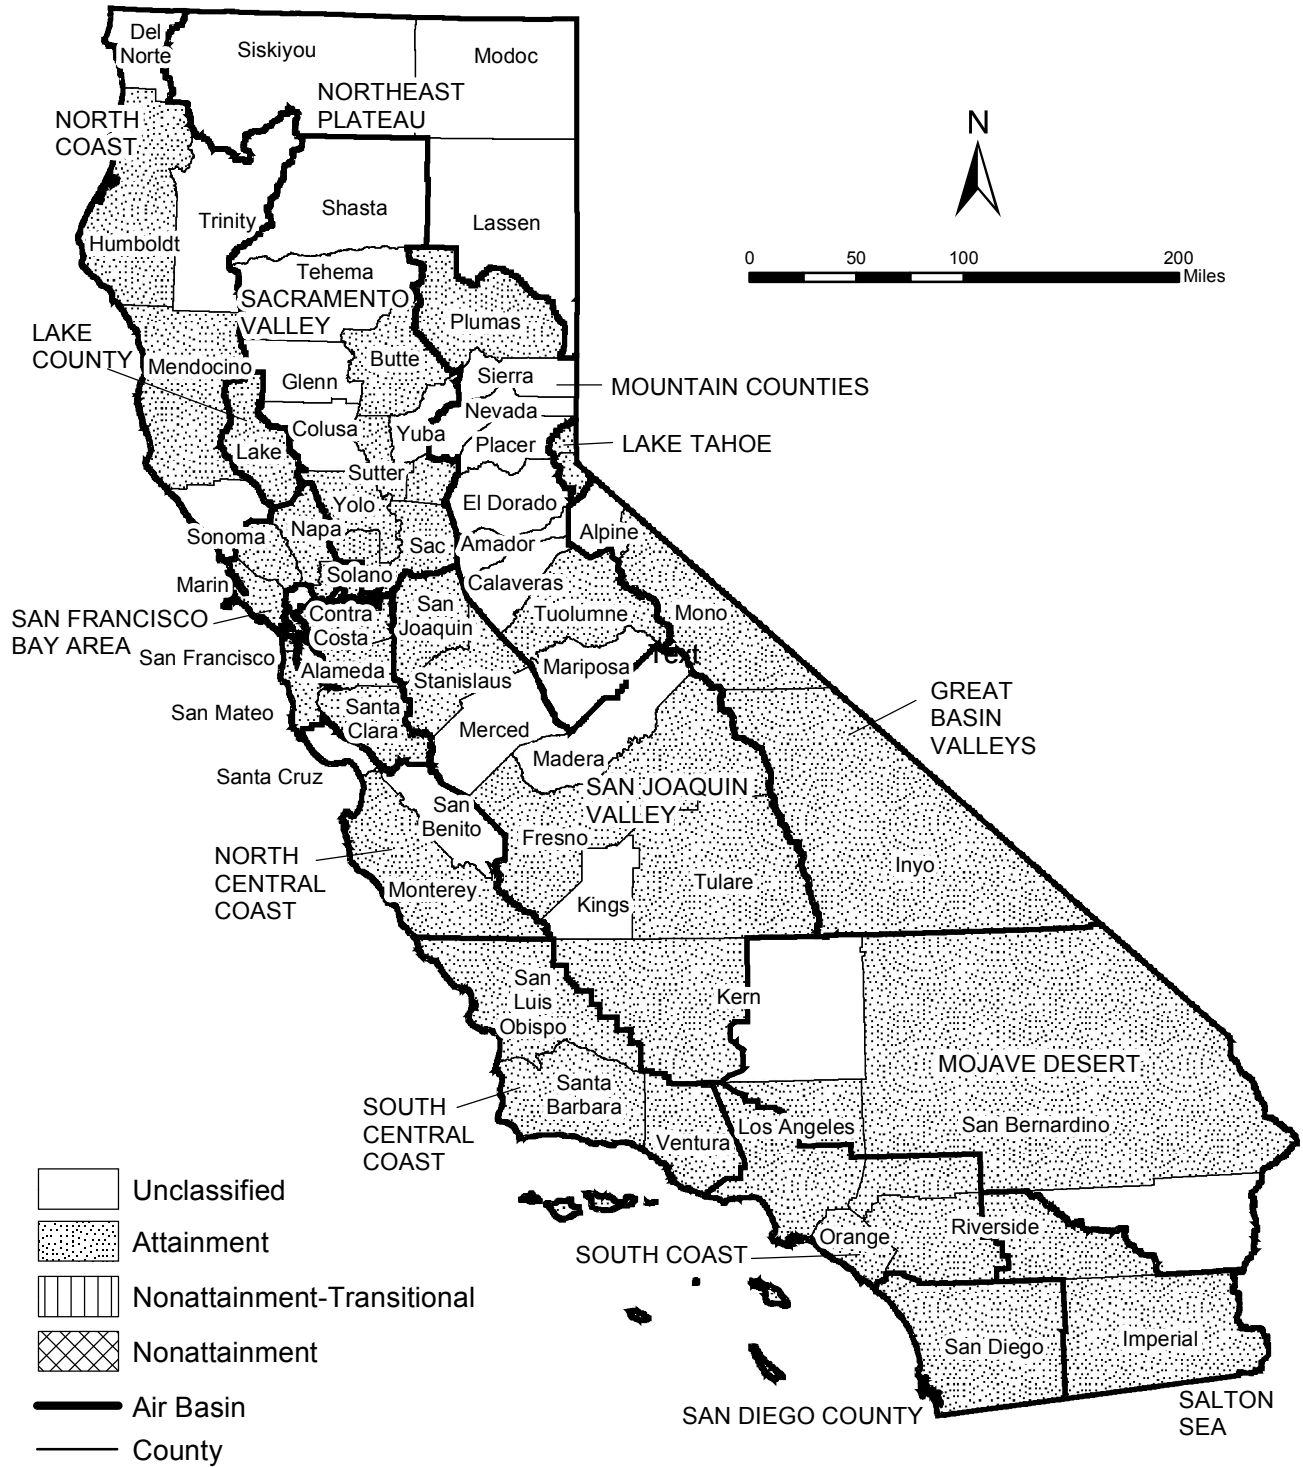 Del
Norte
Siskiyou
Modoc
NORTHEAST
PLATEAU
NORTH
COAST
N
Shasta
Trinity
Lassen
Humboldt
0 50 100 200
Miles
Tehema
SACRAMENTO
VALLEY
Plumas
LAKE
COUNTY
Mendocino
Butte
Glenn
Sierra
MOUNTAIN COUNTIES
Nevada
Colusa
Yuba
Placer
LAKE TAHOE
Lake
Sutter
Yolo
El Dorado
Napa
Sonoma
Sac
Amador
Alpine
Solano
Marin
Calaveras
San
Joaquin
Contra
Costa
Tuolumne
Mono
SAN FRANCISCO
BAY AREA
San Francisco
Text
Alameda
Mariposa
Stanislaus
San Mateo
Santa
Clara
Merced
GREAT
BASIN
VALLEYS
Madera
Santa Cruz
SAN JOAQUIN
VALLEY
San
Benito
Fresno
NORTH
CENTRAL
COAST
Inyo
Monterey
Tulare
Kings
San
Luis
Obispo
Kern
MOJAVE DESERT
Santa
Barbara
SOUTH
CENTRAL
COAST
Los Angeles
San Bernardino
Ventura
Unclassified
Attainment
Orange
Riverside
SOUTH COAST
Nonattainment-Transitional
Nonattainment
San Diego
Imperial
Air Basin
SAN DIEGO COUNTY
SALTON
SEA
County